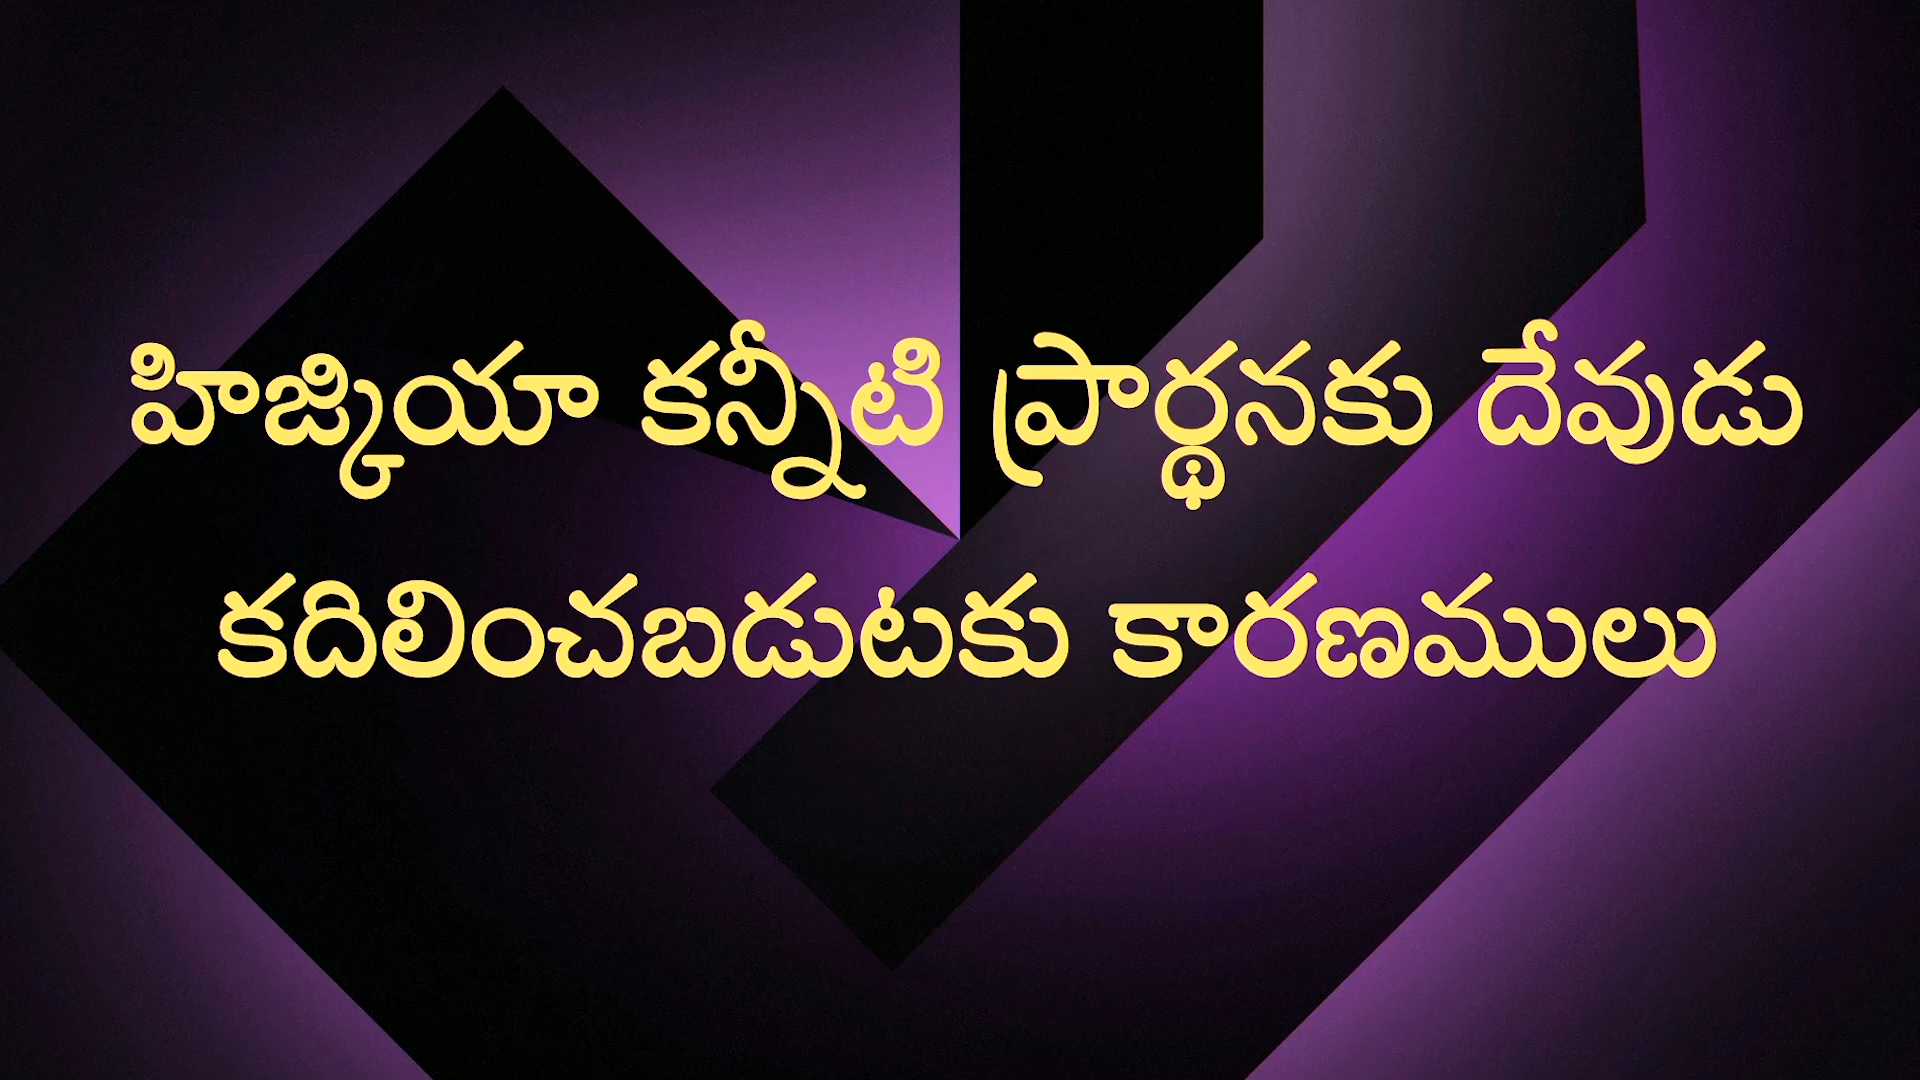 హిజ్కియా కన్నీటి ప్రార్థనకు దేవుడు
కదిలించబడుటకు కారణములు